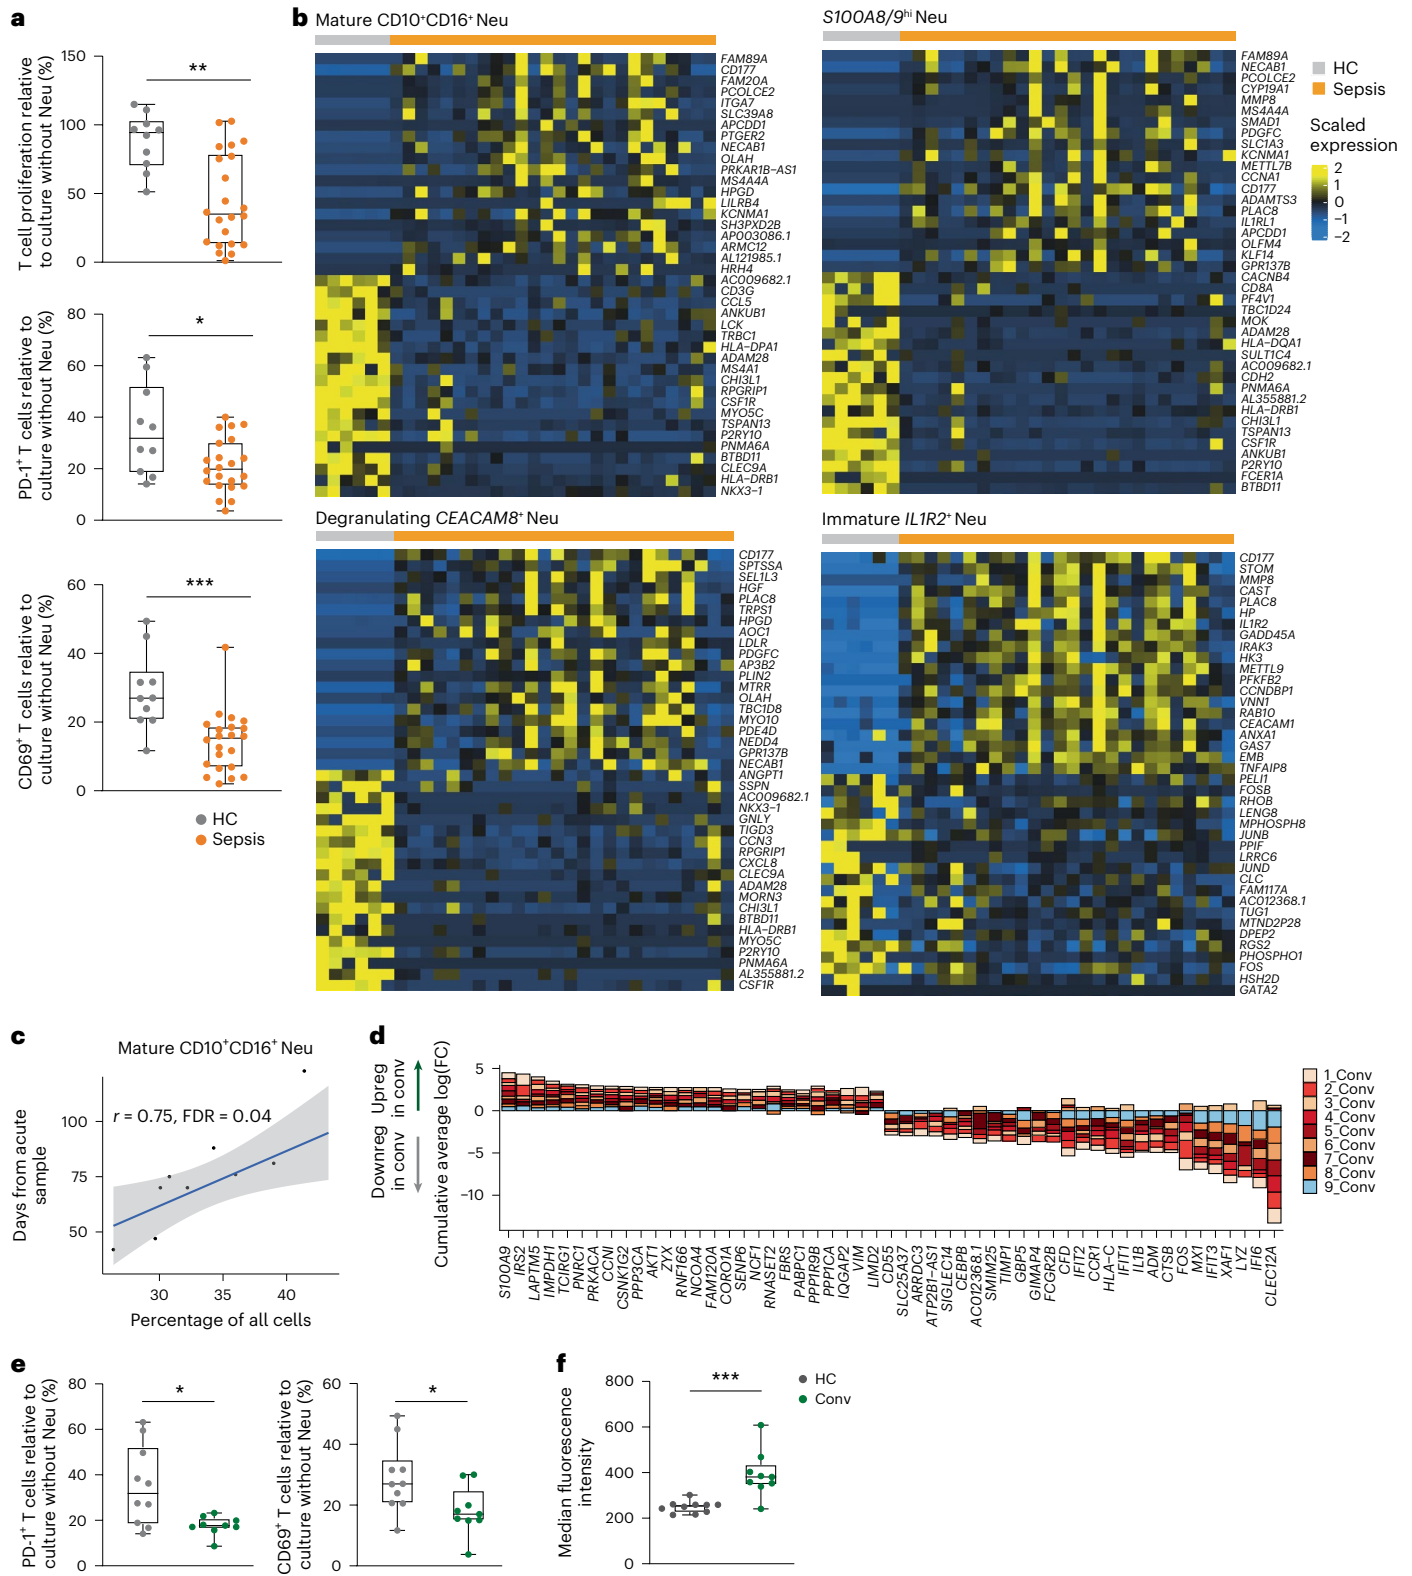 a
T cell proliferation relative
to culture without Neu (%)
150
100
50
0
**
PD-1+ T cells relative to
culture without Neu (%)
80
60
40
20
0
*
CD69+ T cells relative to
culture without Neu (%)
60
40
20
0
***
HC
Sepsis
b
Mature CD10+CD16+ Neu
FAM89A
CD177
FAM20A
PCOLCE2
ITGA7
SLC39A8
APCDD1
PTGER2
NECAB1
OLAH
PRKAR1B−AS1
MS4A4A
HPGD
LILRB4
KCNMA1
SH3PXD2B
AP003086.1
ARMC12
AL121985.1
HRH4
AC009682.1
CD3G
CCL5
ANKUB1
LCK
TRBC1
HLA−DPA1
ADAM28
MS4A1
CHI3L1
RPGRIP1
CSF1R
MYO5C
TSPAN13
P2RY10
PNMA6A
BTBD11
CLEC9A
HLA−DRB1
NKX3−1
S100A8/9hi Neu
FAM89A
NECAB1
PCOLCE2
CYP19A1
MMP8
MS4A4A
SMAD1
PDGFC
SLC1A3
KCNMA1
METTL7B
CCNA1
CD177
ADAMTS3
PLAC8
IL1RL1
APCDD1
OLFM4
KLF14
GPR137B
CACNB4
CD8A
PF4V1
TBC1D24
MOK
ADAM28
HLA−DQA1
SULT1C4
AC009682.1
CDH2
PNMA6A
AL355881.2
HLA−DRB1
CHI3L1
TSPAN13
CSF1R
ANKUB1
P2RY10
FCER1A
BTBD11
HC
Sepsis
Scaled
expression
2
1
0
−1
−2
Degranulating CEACAM8+ Neu
CD177
SPTSSA
SEL1L3
HGF
PLAC8
TRPS1
HPGD
AOC1
LDLR
PDGFC
AP3B2
PLIN2
MTRR
OLAH
TBC1D8
MYO10
PDE4D
NEDD4
GPR137B
NECAB1
ANGPT1
SSPN
AC009682.1
NKX3−1
GNLY
TIGD3
CCN3
RPGRIP1
CXCL8
CLEC9A
ADAM28
MORN3
CHI3L1
BTBD11
HLA−DRB1
MYO5C
P2RY10
PNMA6A
AL355881.2
CSF1R
Immature IL1R2+ Neu
CD177
STOM
MMP8
CAST
PLAC8
HP
IL1R2
GADD45A
IRAK3
HK3
METTL9
PFKFB2
CCNDBP1
VNN1
RAB10
CEACAM1
ANXA1
GAS7
EMB
TNFAIP8
PELI1
FOSB
RHOB
LENG8
MPHOSPH8
JUNB
PPIF
LRRC6
JUND
CLC
FAM117A
AC012368.1
TUG1
MTND2P28
DPEP2
RGS2
PHOSPHO1
FOS
HSH2D
GATA2
c
Mature CD10+CD16+ Neu
r = 0.75, FDR = 0.04
Days from acute
sample
100
75
50
30
35
40
Percentage of all cells
d
Downreg
in conv
Upreg
in conv
Cumulative average log(FC)
5
0
−5
−10
S100A9
IRS2
LAPTM5
IMPDH1
TCIRG1
PNRC1
PRKACA
CCNI
CSNK1G2
PPP3CA
AKT1
ZYX
RNF166
NCOA4
FAM120A
CORO1A
SENP6
NCF1
RNASET2
FBRS
PABPC1
PPP1R9B
PPP1CA
IQGAP2
VIM
LIMD2
CD55
SLC25A37
ARRDC3
ATP2B1−AS1
SIGLEC14
CEBPB
AC012368.1
SMIM25
TIMP1
GBP5
GIMAP4
FCGR2B
CFD
IFIT2
CCR1
HLA−C
IFIT1
IL1B
ADM
CTSB
FOS
MX1
IFIT3
XAF1
LYZ
IFI6
CLEC12A
1_Conv
2_Conv
3_Conv
4_Conv
5_Conv
6_Conv
7_Conv
8_Conv
9_Conv
e
PD-1+ T cells relative to
culture without Neu (%)
80
60
40
20
0
*
CD69+ T cells relative to
culture without Neu (%)
60
40
20
0
*
f
Median fluorescence
intensity
800
600
400
200
0
***
HC
Conv